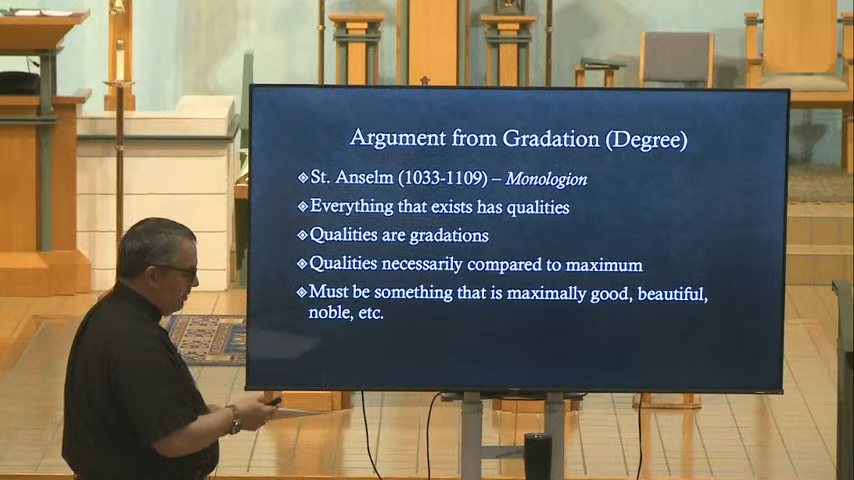 Argument from Gradation (Degree)
St. Anselm (1033-1109) – Monologion
Everything that exists has qualities
Qualities are gradations
Qualities necessarily compared to maximum
Must be something that is maximally good, beautiful,
noble, etc.